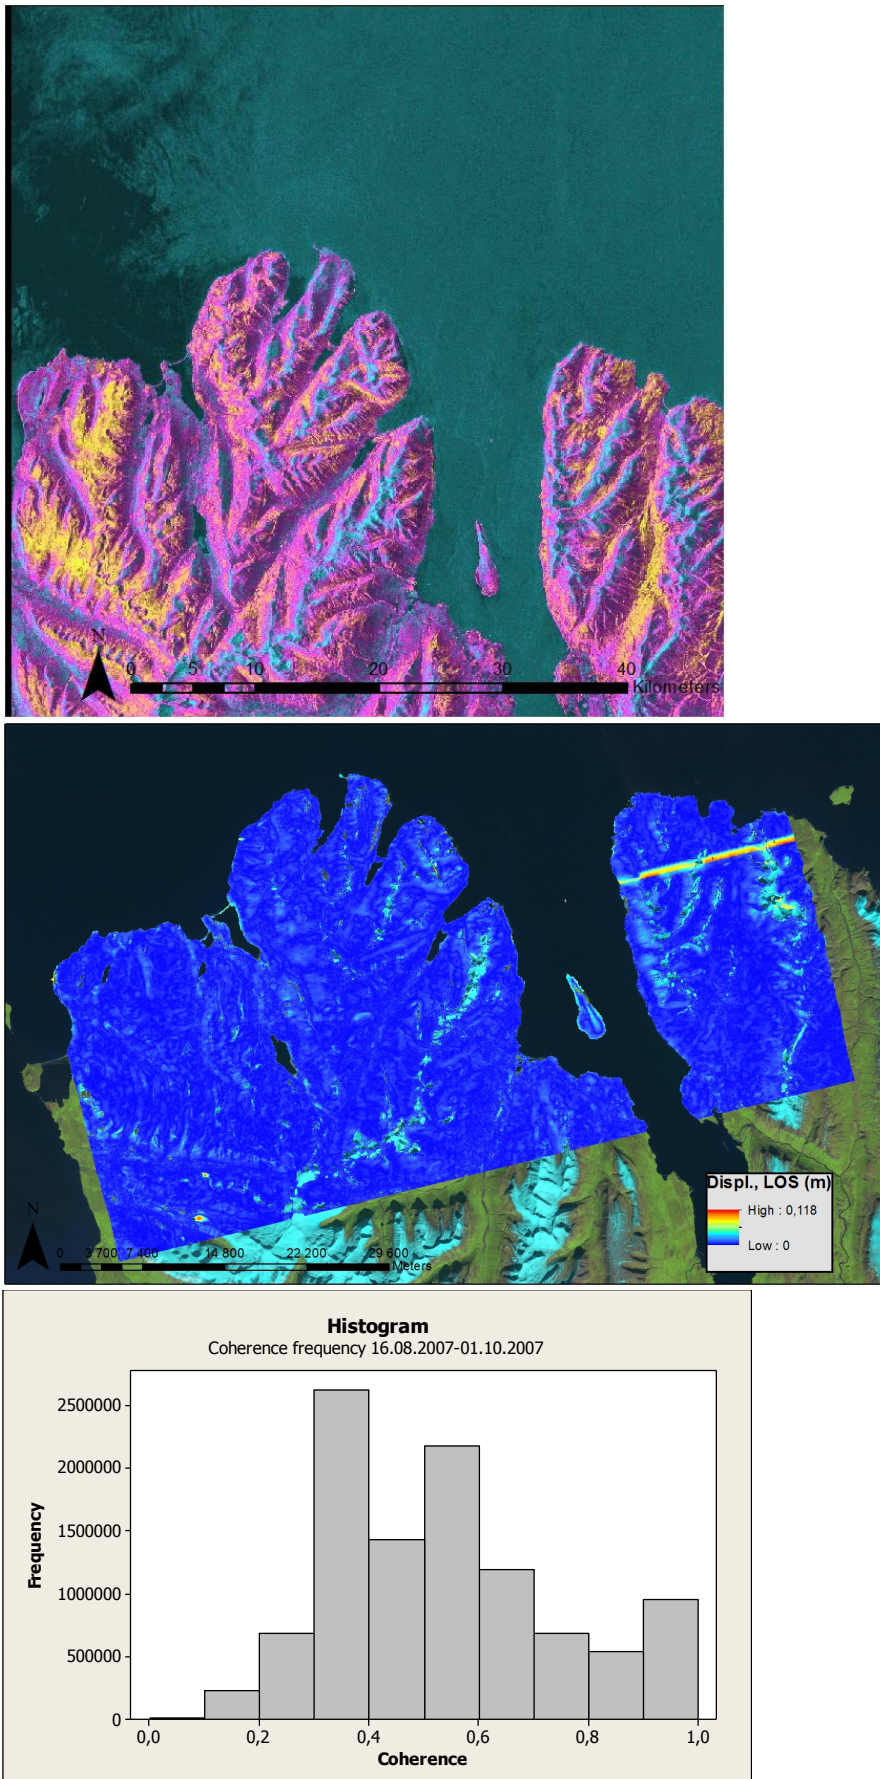 N
0 5 10 20 30 40
Kilometers
Displ., LOS (m)
High : 0,118
Low : 0
N
0 3 700 7 400 14 800 22 200 29 600
Meters
Histogram
Coherence frequency 16.08.2007-01.10.2007
2500000
2000000
1500000
1000000
500000
0
Frequency
0,0 0,2 0,4 0,6 0,8 1,0
Coherence